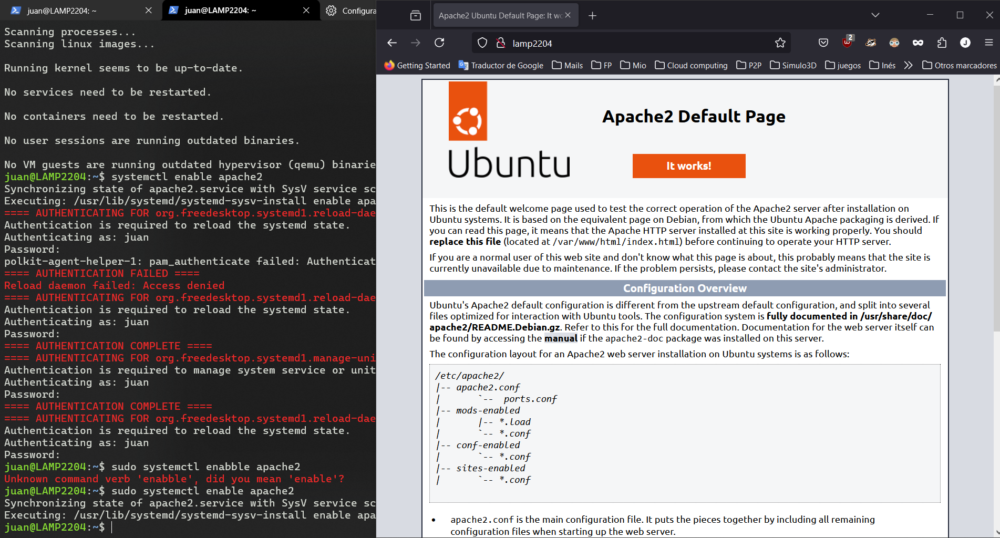 juan@LAMP2204: ~
juan@LAMP2204: ~
Configura
Scanning processes...
Scanning linux images...
Running kernel seems to be up-to-date.
No services need to be restarted.
No containers need to be restarted.
No user sessions are running outdated binaries.
No VM guests are running outdated hypervisor (qemu) binarie
juan@LAMP2204:~$ systemctl enable apache2
Synchronizing state of apache2.service with SysV service sc
Executing: /usr/lib/systemd/systemd-sysv-install enable apa
==== AUTHENTICATING FOR org.freedesktop.systemd1.reload-dae
Authentication is required to reload the systemd state.
Authenticating as: juan
Password:
polkit-agent-helper-1: pam_authenticate failed: Authenticat
==== AUTHENTICATION FAILED ====
Reload daemon failed: Access denied
==== AUTHENTICATING FOR org.freedesktop.systemd1.reload-dae
Authentication is required to reload the systemd state.
Authenticating as: juan
Password:
==== AUTHENTICATION COMPLETE ====
==== AUTHENTICATING FOR org.freedesktop.systemd1.manage-uni
Authentication is required to manage system service or unit
Authenticating as: juan
Password:
==== AUTHENTICATION COMPLETE ====
==== AUTHENTICATING FOR org.freedesktop.systemd1.reload-dae
Authentication is required to reload the systemd state.
Authenticating as: juan
Password:
juan@LAMP2204:~$ sudo systemctl enabble apache2
Unknown command verb 'enabble', did you mean 'enable'?
juan@LAMP2204:~$ sudo systemctl enable apache2
Synchronizing state of apache2.service with SysV service sc
Executing: /usr/lib/systemd/systemd-sysv-install enable apa
juan@LAMP2204:~$
Apache2 Ubuntu Default Page: It wo
lamp2204
2
J
Getting Started
Traductor de Google
Mails
FP
Mio
Cloud computing
P2P
Simulo3D
juegos
Inés
Otros marcadores
Ubuntu
Apache2 Default Page
It works!
This is the default welcome page used to test the correct operation of the Apache2 server after installation on
Ubuntu systems. It is based on the equivalent page on Debian, from which the Ubuntu Apache packaging is derived. If
you can read this page, it means that the Apache HTTP server installed at this site is working properly. You should
replace this file (located at /var/www/html/index.html) before continuing to operate your HTTP server.
If you are a normal user of this web site and don't know what this page is about, this probably means that the site is
currently unavailable due to maintenance. If the problem persists, please contact the site's administrator.
Configuration Overview
Ubuntu's Apache2 default configuration is different from the upstream default configuration, and split into several
files optimized for interaction with Ubuntu tools. The configuration system is fully documented in /usr/share/doc/
apache2/README.Debian.gz. Refer to this for the full documentation. Documentation for the web server itself can
be found by accessing the manual if the apache2-doc package was installed on this server.
The configuration layout for an Apache2 web server installation on Ubuntu systems is as follows:
/etc/apache2/
|-- apache2.conf
|       `--  ports.conf
|-- mods-enabled
|       |-- *.load
|       `-- *.conf
|-- conf-enabled
|       `-- *.conf
|-- sites-enabled
|       `-- *.conf
• apache2.conf is the main configuration file. It puts the pieces together by including all remaining
configuration files when starting up the web server.